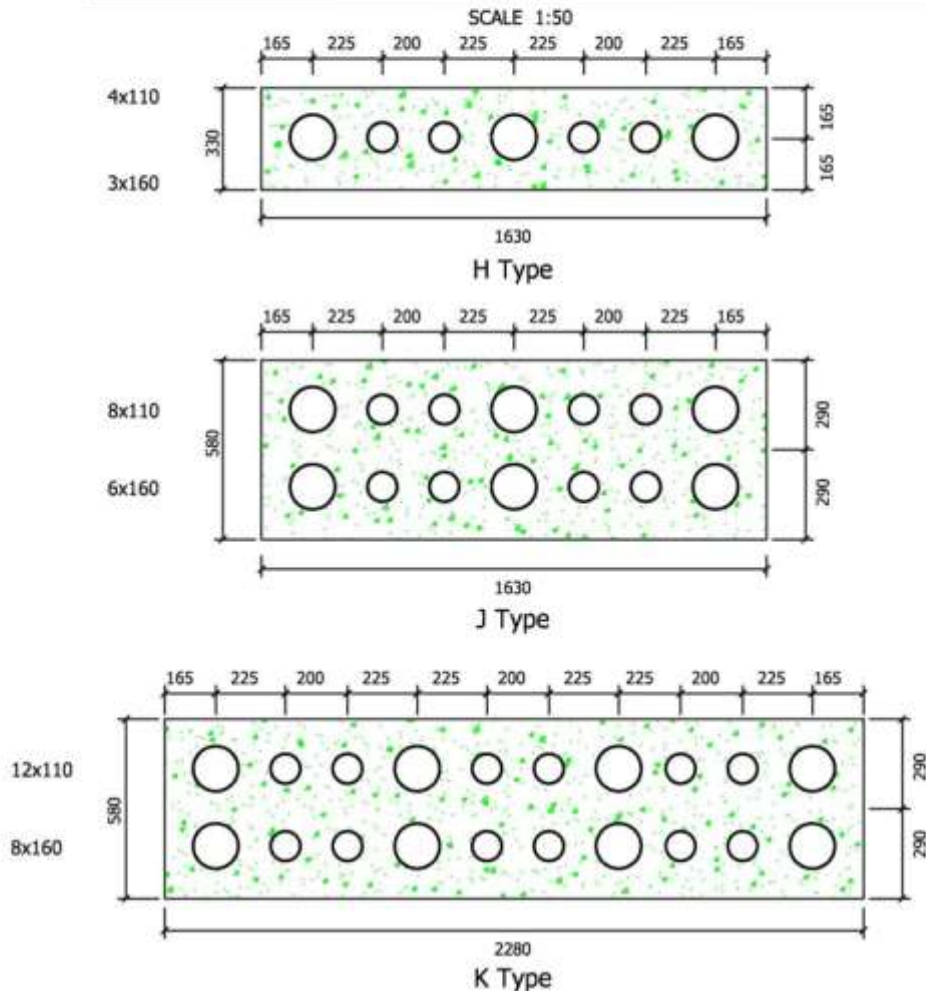 SCALE 1:50
165 225 200 225 225 200 225 165
4x110
330
165
3x160
165
1630
H Type
165 225 200 225 225 200 225 165
8x110
290
580
6x160
290
1630
J Type
165 225 200 225 225 200 225 225 200 225 165
12x110
290
580
8x160
290
2280
K Type